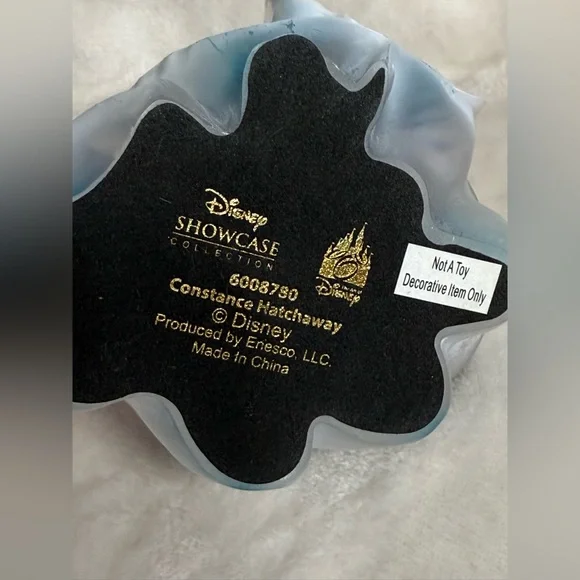 Disney
SHOWCASE
COLLECTION
Disney
6008780
Constance Hatchaway
© Disney
Produced by Enesco, LLC.
Made in China
Not A Toy
Decorative Item Only